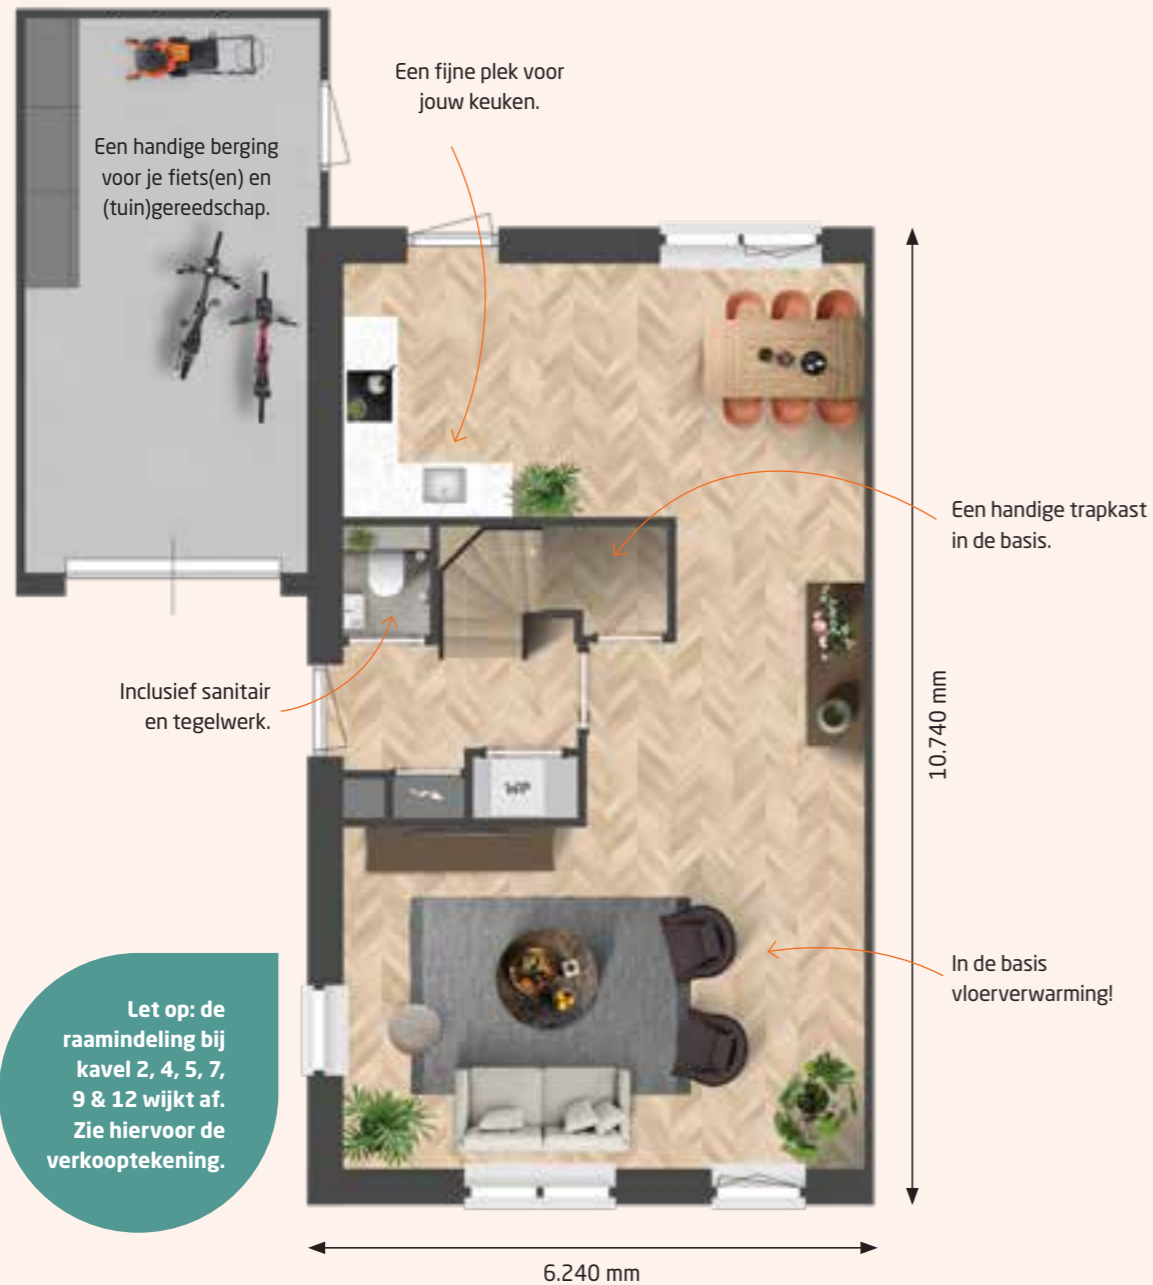 Een fijne plek voor
jouw keuken.
Een handige berging
voor je fiets(en) en
(tuin)gereedschap.
Een handige trapkast
in de basis.
Inclusief sanitair
en tegelwerk.
10.740 mm
WP
In de basis
vloerverwarming!
Let op: de
raamindeling bij
kavel 2, 4, 5, 7,
9 & 12 wijkt af.
Zie hiervoor de
verkooptekening.
6.240 mm